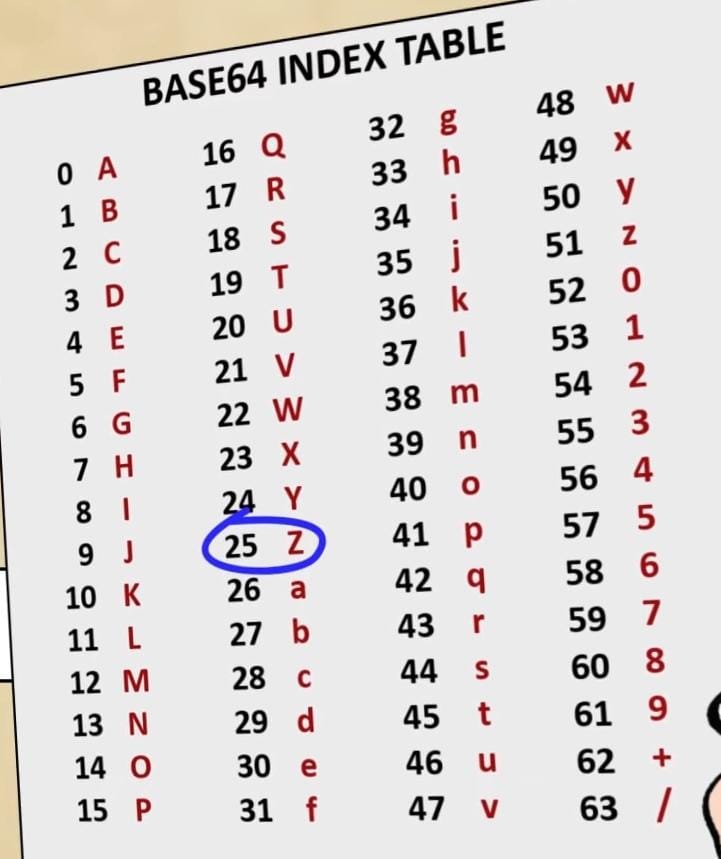 BASE64 INDEX TABLE
0 A
1 B
2 C
3 D
4 E
5 F
6 G
7 H
8 I
9 J
10 K
11 L
12 M
13 N
14 O
15 P
16 Q
17 R
18 S
19 T
20 U
21 V
22 W
23 X
24 Y
25 Z
26 a
27 b
28 c
29 d
30 e
31 f
32 g
33 h
34 i
35 j
36 k
37 l
38 m
39 n
40 o
41 p
42 q
43 r
44 s
45 t
46 u
47 v
48 w
49 x
50 y
51 z
52 0
53 1
54 2
55 3
56 4
57 5
58 6
59 7
60 8
61 9
62 +
63 /